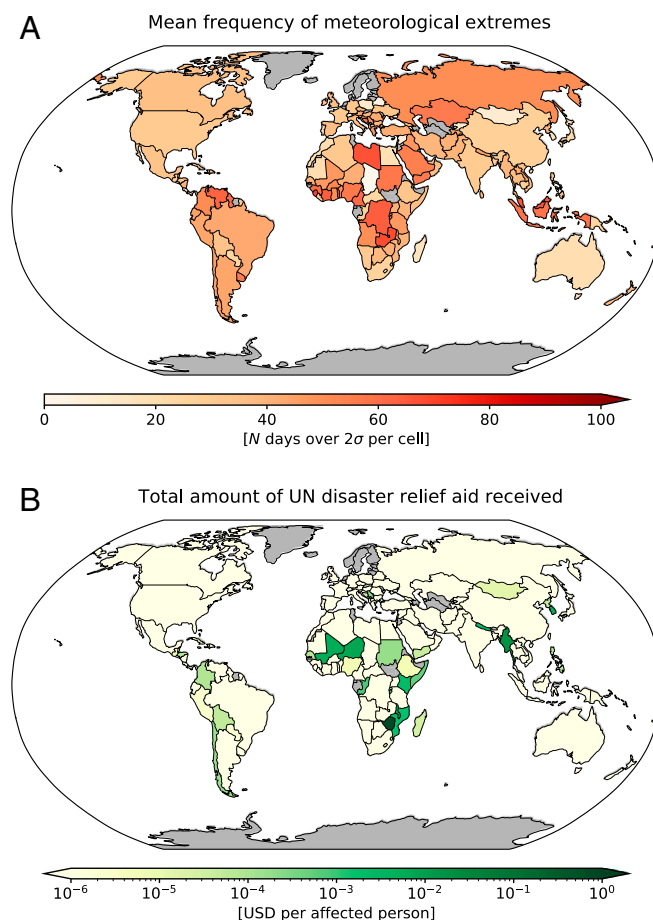 A
Mean frequency of meteorological extremes
0 20 40 60 80 100
[N days over 2σ per cell]
B
Total amount of UN disaster relief aid received
10⁻⁶ 10⁻⁵ 10⁻⁴ 10⁻³ 10⁻² 10⁻¹ 10⁰
[USD per affected person]